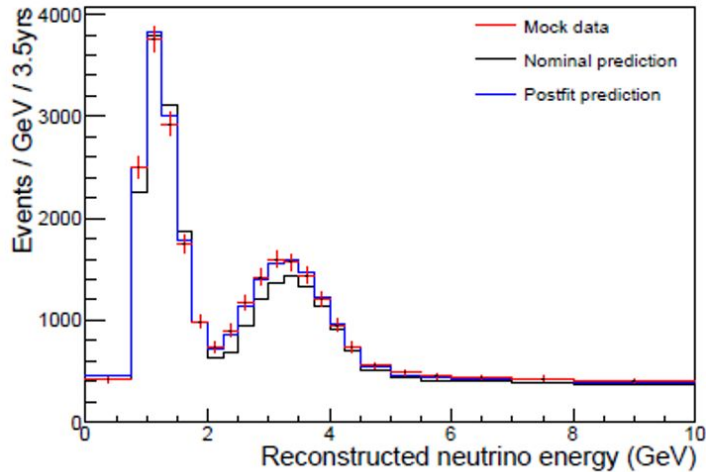 4000
3000
2000
1000
0
Events / GeV / 3.5yrs
Mock data
Nominal prediction
Postfit prediction
0 2 4 6 8 10
Reconstructed neutrino energy (GeV)